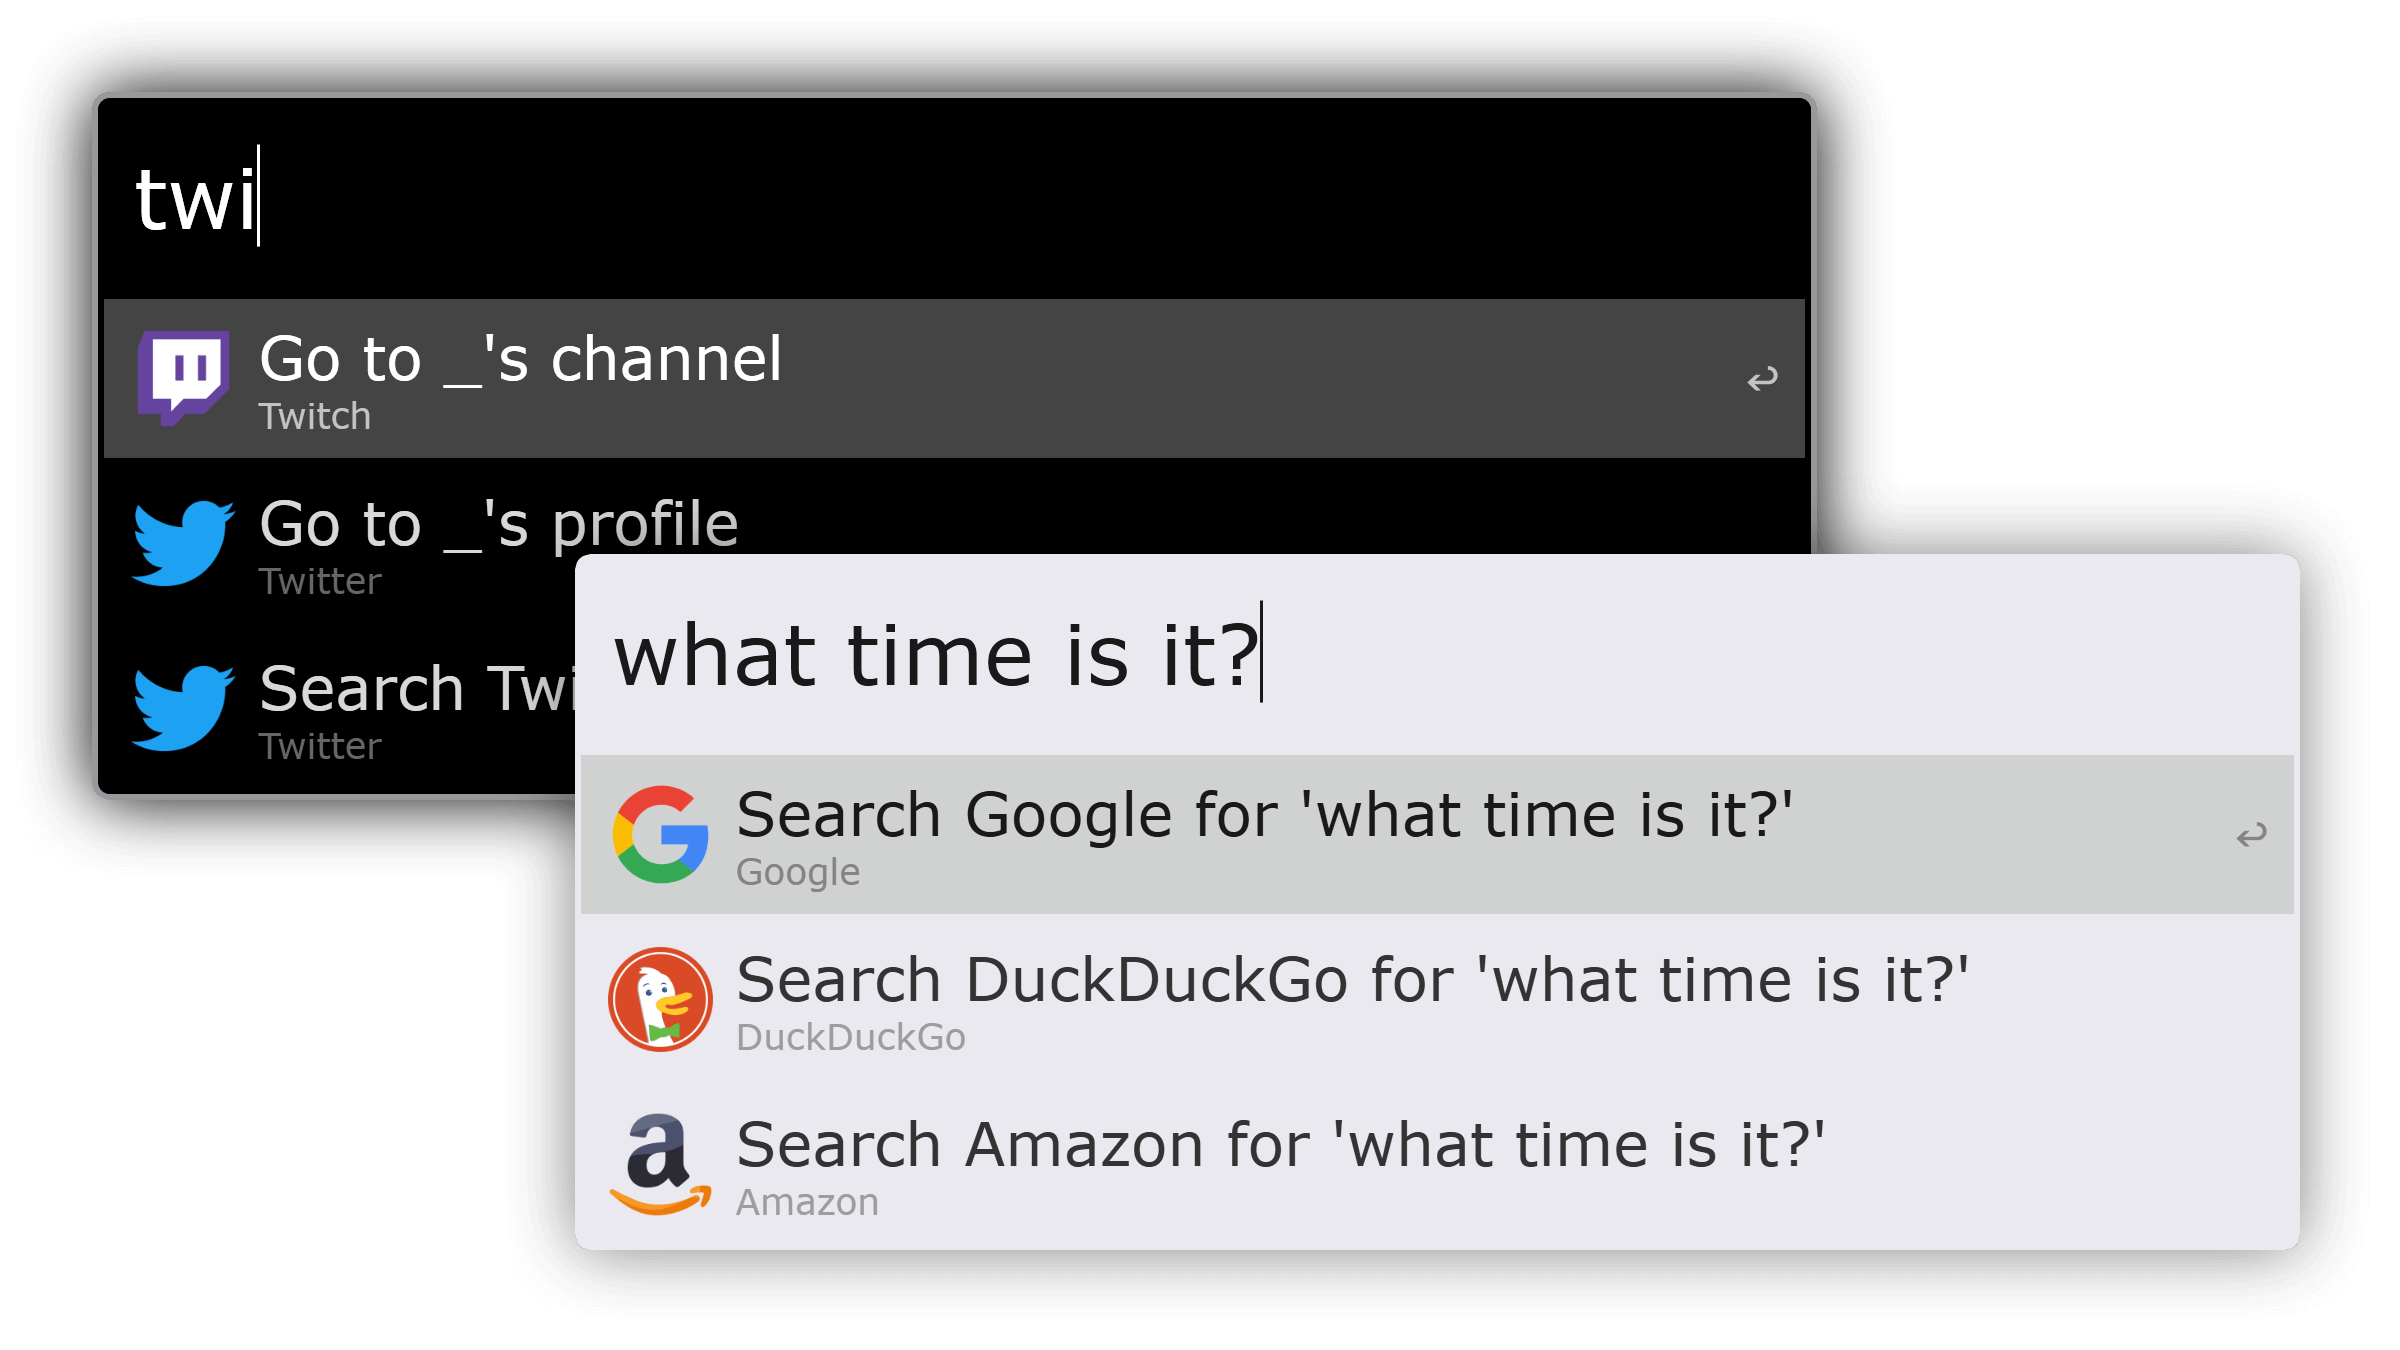 twi
Go to _'s channel
Twitch
Go to _'s profile
Twitter
Search
Twitter
what time is it?
Search Google for 'what time is it?'
Google
Search DuckDuckGo for 'what time is it?'
DuckDuckGo
Search Amazon for 'what time is it?'
Amazon